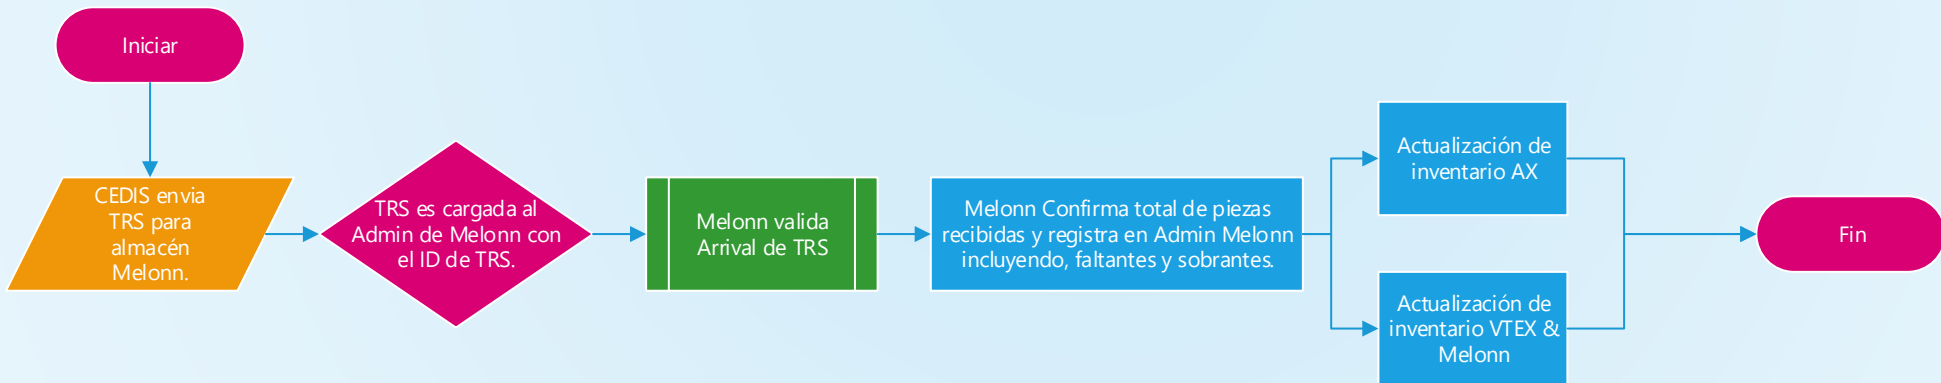 Iniciar
CEDIS envia
TRS para
almacén
Melonn.
TRS es cargada al
Admin de Melonn con
el ID de TRS.
Melonn valida
Arrival de TRS
Melonn Confirma total de piezas
recibidas y registra en Admin Melonn
incluyendo, faltantes y sobrantes.
Actualización de
inventario AX
Actualización de
inventario VTEX &
Melonn
Fin